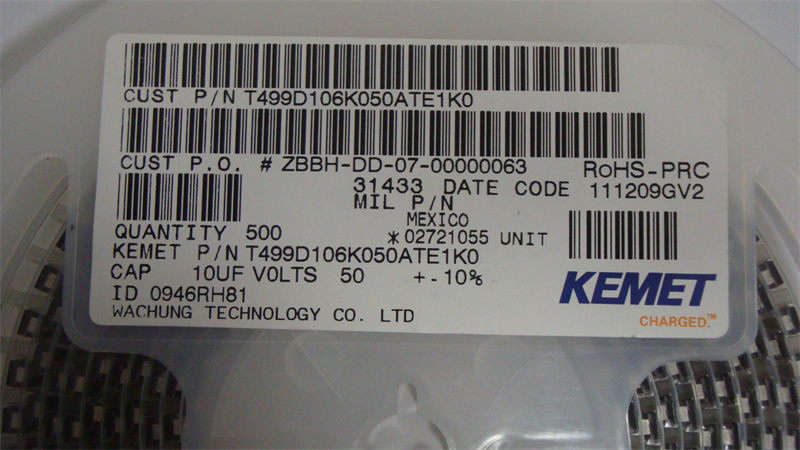 CUST P/N T499D106K050ATE1K0
CUST P.O. # ZBBH-DD-07-00000063 RoHS-PRC
31433 DATE CODE 111209GV2
MIL P/N
MEXICO
QUANTITY 500 *02721055 UNIT
KEMET P/N T499D106K050ATE1K0
CAP 10UF VOLTS 50 +-10%
ID 0946RH81
WACHUNG TECHNOLOGY CO. LTD
KEMET
CHARGED.™